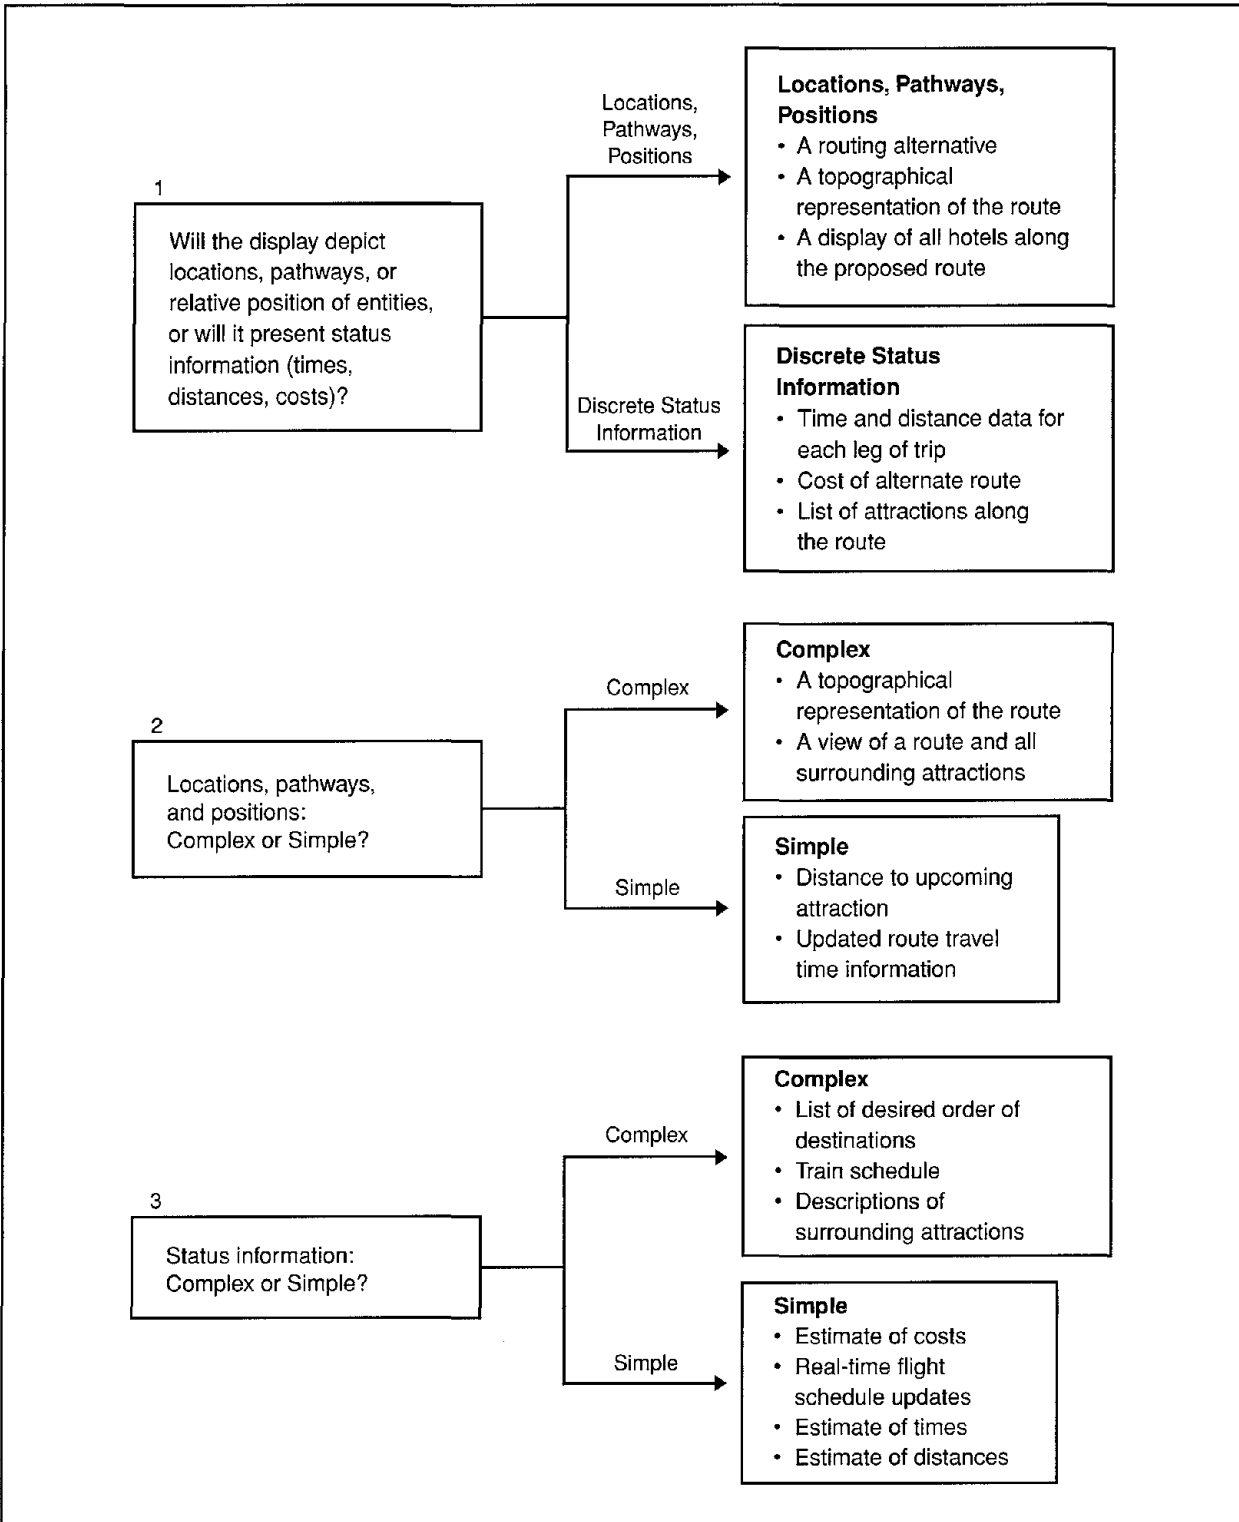 1
Will the display depict
locations, pathways, or
relative position of entities,
or will it present status
information (times,
distances, costs)?
Locations,
Pathways,
Positions
Locations, Pathways,
Positions
• A routing alternative
• A topographical
representation of the route
• A display of all hotels along
the proposed route
Discrete Status
Information
Discrete Status
Information
• Time and distance data for
each leg of trip
• Cost of alternate route
• List of attractions along
the route
2
Locations, pathways,
and positions:
Complex or Simple?
Complex
Complex
• A topographical
representation of the route
• A view of a route and all
surrounding attractions
Simple
Simple
• Distance to upcoming
attraction
• Updated route travel
time information
3
Status information:
Complex or Simple?
Complex
Complex
• List of desired order of
destinations
• Train schedule
• Descriptions of
surrounding attractions
Simple
Simple
• Estimate of costs
• Real-time flight
schedule updates
• Estimate of times
• Estimate of distances